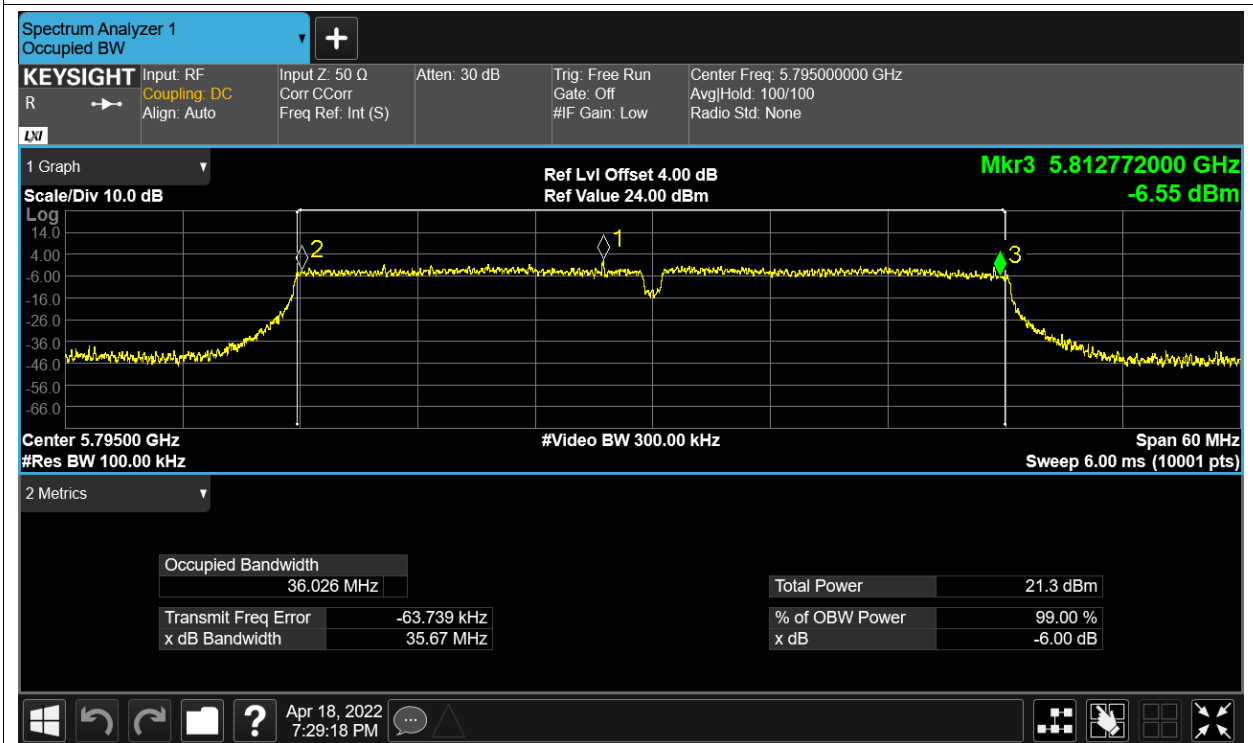 Spectrum Analyzer 1
Occupied BW
KEYSIGHT
R
LXI
Input: RF
Coupling: DC
Align: Auto
Input Z: 50 Ω
Corr CCorr
Freq Ref: Int (S)
Atten: 30 dB
Trig: Free Run
Gate: Off
#IF Gain: Low
Center Freq: 5.795000000 GHz
Avg|Hold: 100/100
Radio Std: None
1 Graph
Scale/Div 10.0 dB
Ref Lvl Offset 4.00 dB
Ref Value 24.00 dBm
Mkr3 5.812772000 GHz
-6.55 dBm
Log
14.0
4.00
-6.00
-16.0
-26.0
-36.0
-46.0
-56.0
-66.0
2
1
3
Center 5.79500 GHz
#Res BW 100.00 kHz
#Video BW 300.00 kHz
Span 60 MHz
Sweep 6.00 ms (10001 pts)
2 Metrics
Occupied Bandwidth
36.026 MHz
Transmit Freq Error -63.739 kHz
x dB Bandwidth 35.67 MHz
Total Power 21.3 dBm
% of OBW Power 99.00 %
x dB -6.00 dB
?
Apr 18, 2022
7:29:18 PM